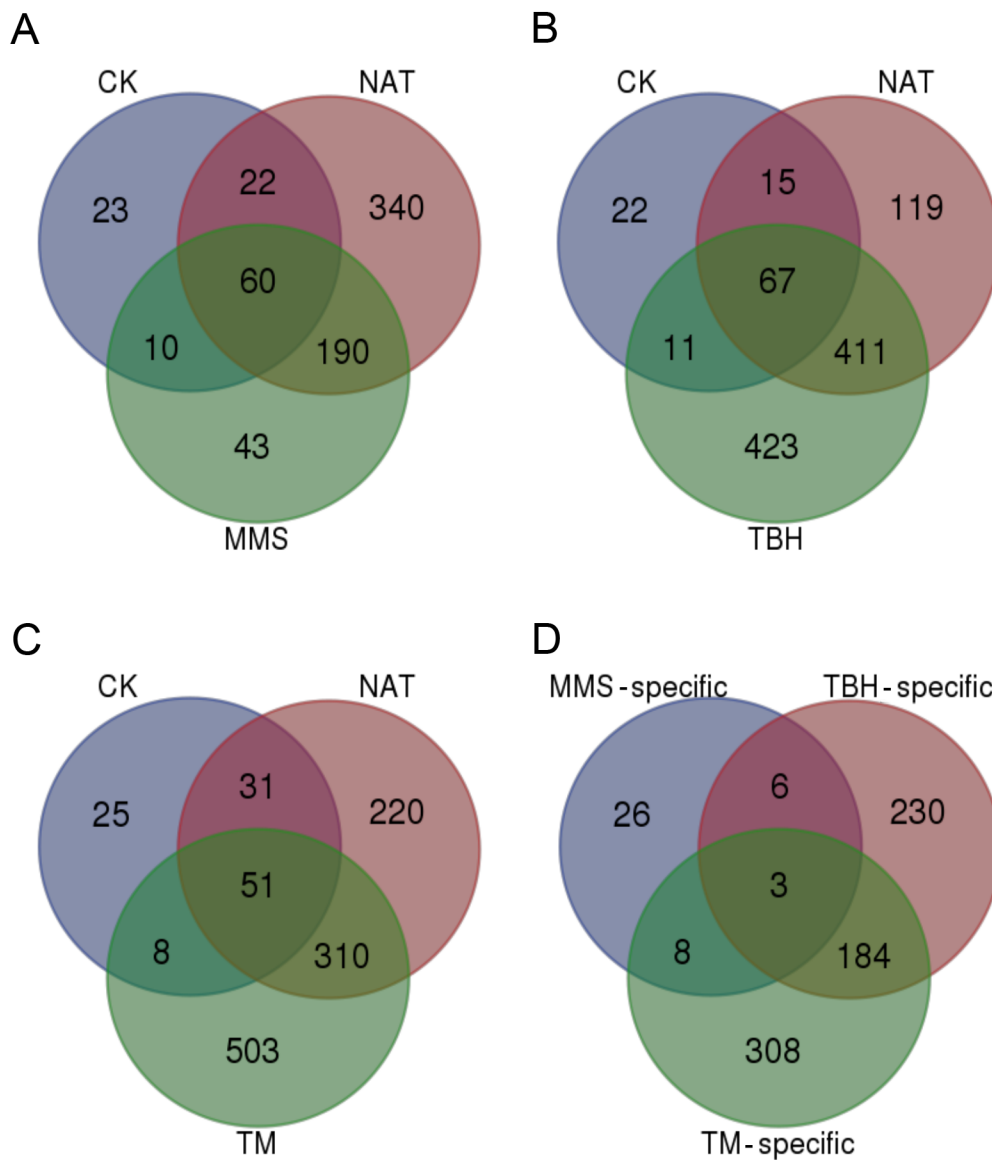 A
B
CK NAT
CK NAT
23 22 340
22 15 119
60
67
10 190
11 411
43
423
MMS
TBH
C
D
CK NAT
MMS-specific TBH-specific
25 31 220
26 6 230
51
3
8 310
8 184
503
308
TM
TM-specific